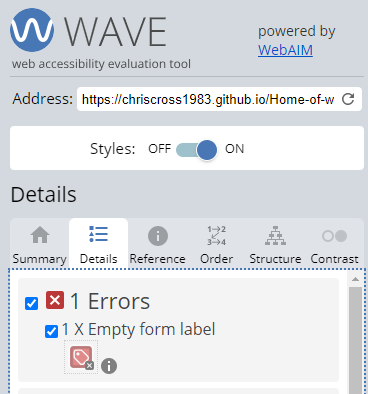 WAVE
powered by
WebAIM
web accessibility evaluation tool
Address: https://chriscross1983.github.io/Home-of-w
Styles: OFF ON
Details
Summary Details Reference Order Structure Contrast
1 Errors
1 X Empty form label